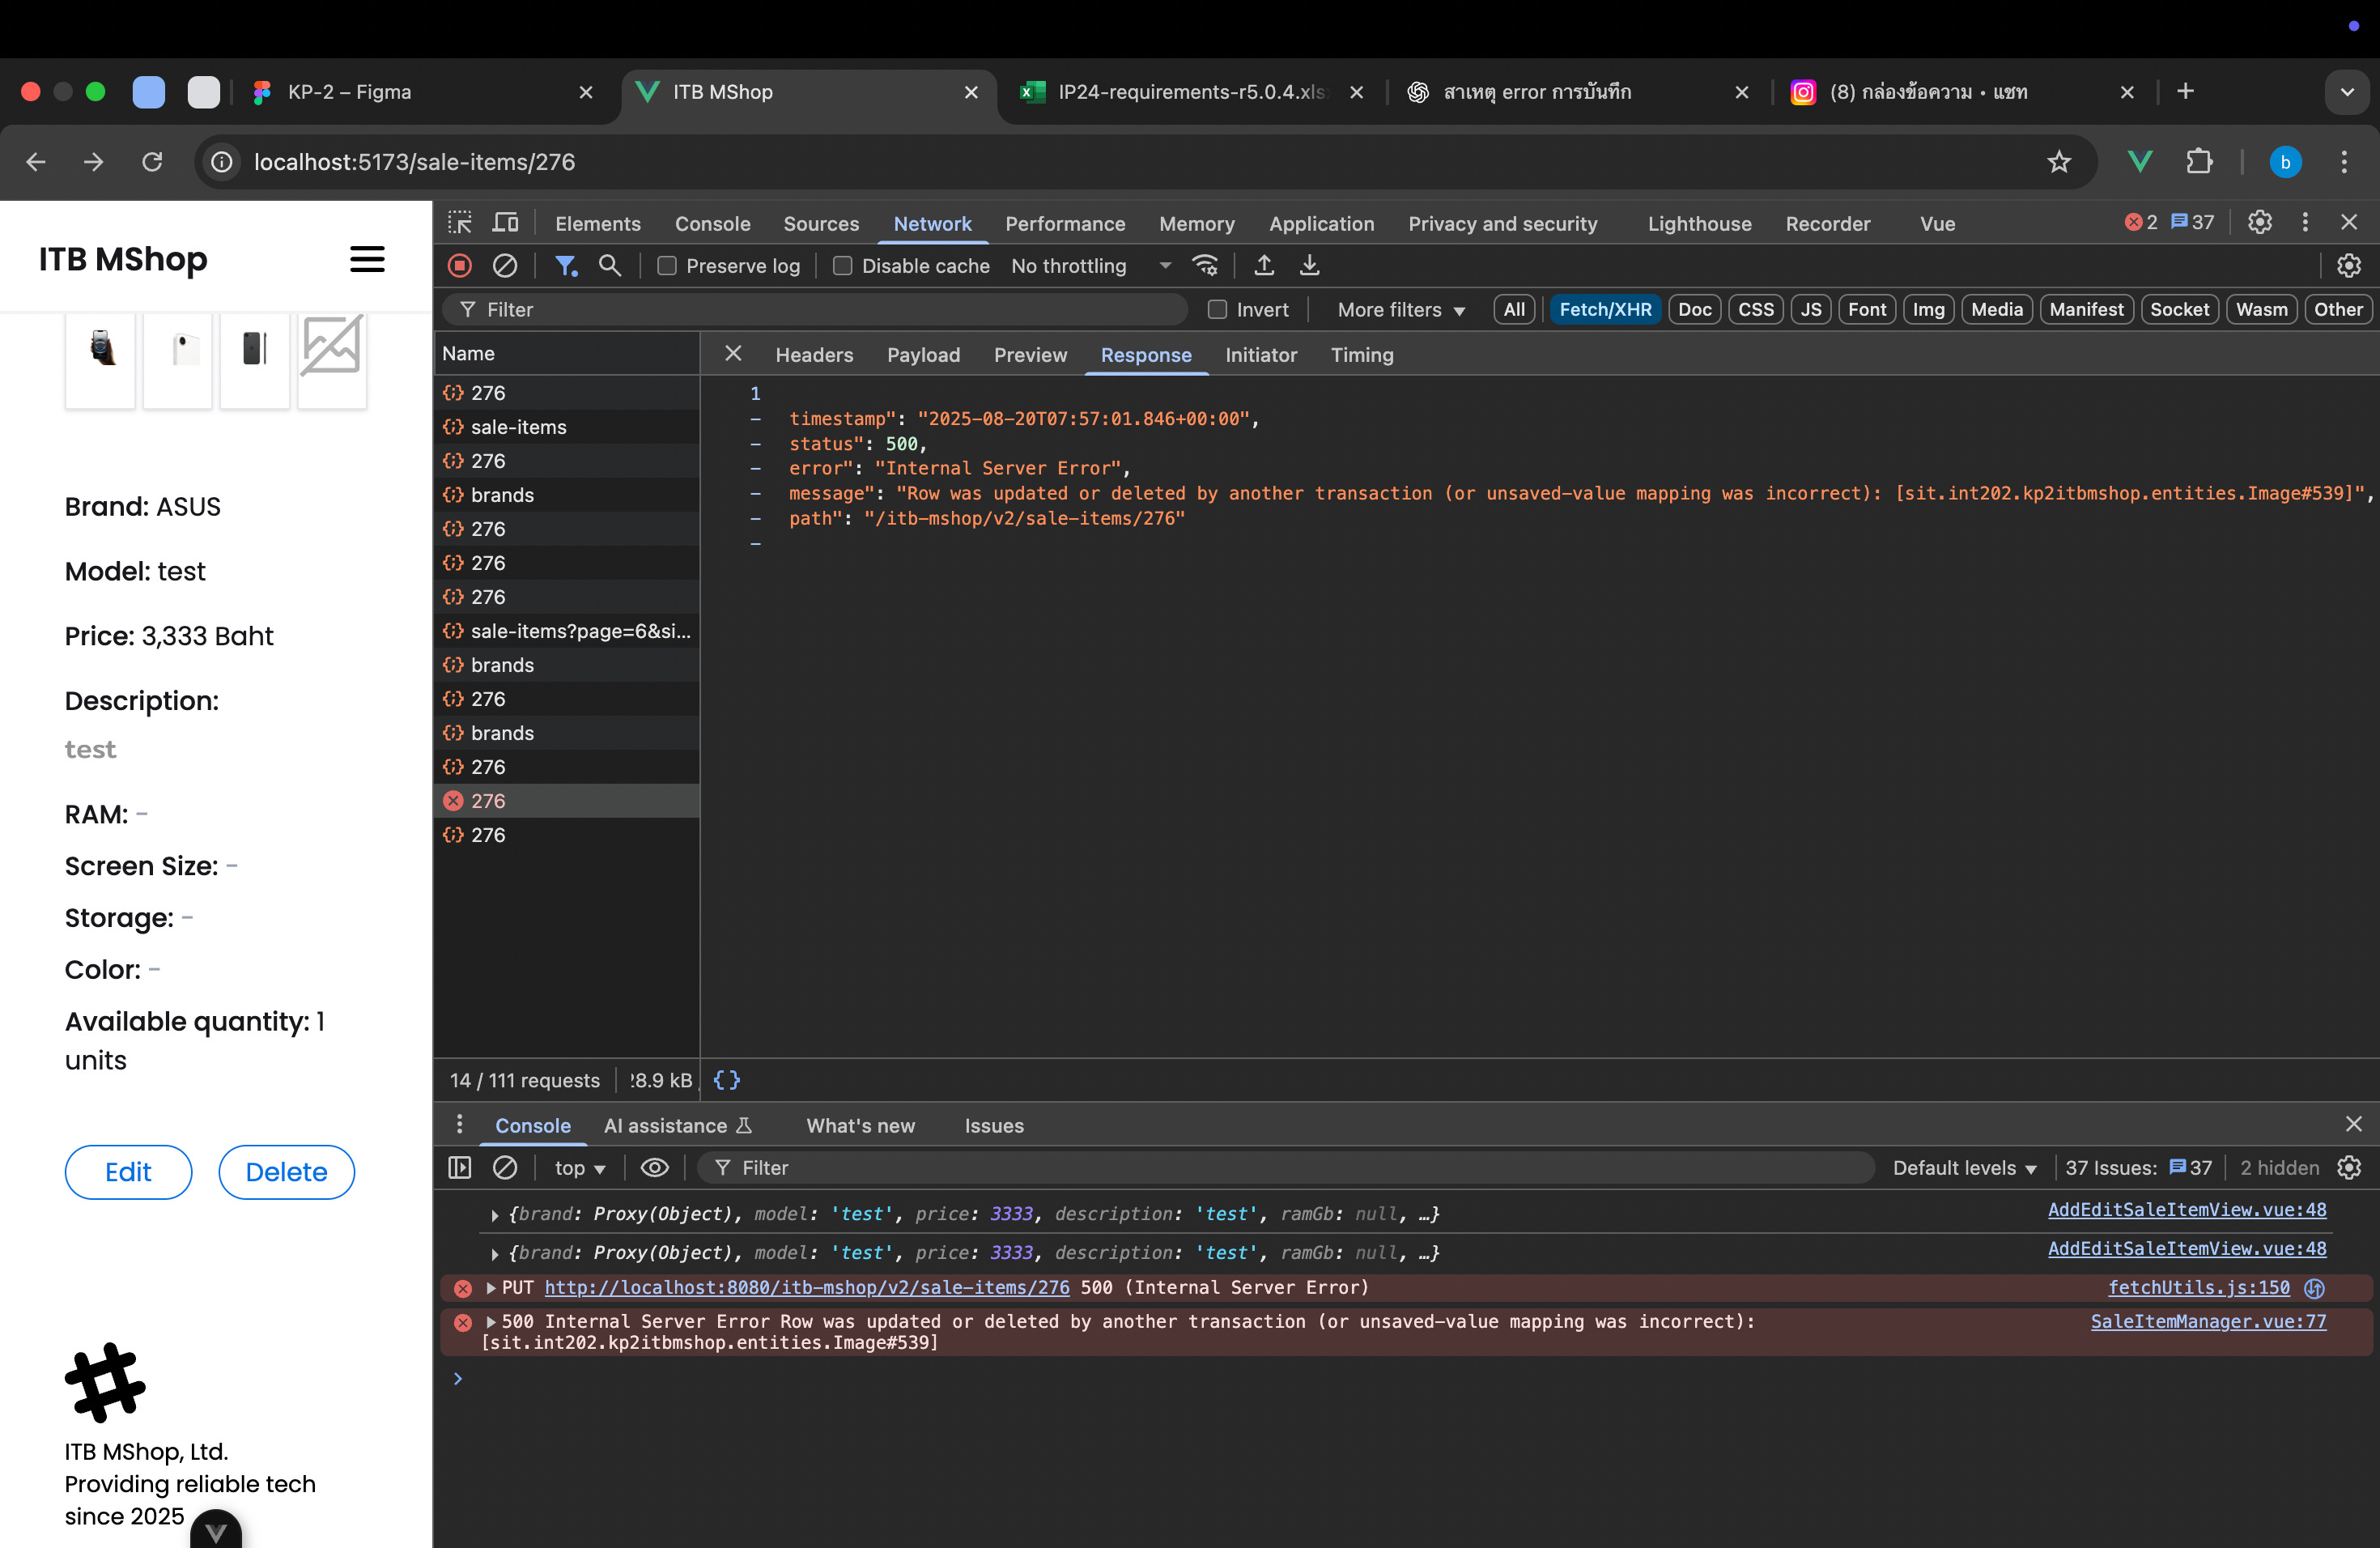 KP-2 – Figma
ITB MShop
IP24-requirements-r5.0.4.xls
สาเหตุ error การบันทึก
(8) กล่องข้อความ • แชท
localhost:5173/sale-items/276
b
ITB MShop
Brand: ASUS
Model: test
Price: 3,333 Baht
Description:
test
RAM: -
Screen Size: -
Storage: -
Color: -
Available quantity: 1
units
Edit
Delete
ITB MShop, Ltd.
Providing reliable tech
since 2025
Elements
Console
Sources
Network
Performance
Memory
Application
Privacy and security
Lighthouse
Recorder
Vue
2
37
Preserve log
Disable cache
No throttling
Filter
Invert
More filters
All
Fetch/XHR
Doc
CSS
JS
Font
Img
Media
Manifest
Socket
Wasm
Other
Name
276
sale-items
276
brands
276
276
276
sale-items?page=6&si...
brands
276
brands
276
276
276
Headers
Payload
Preview
Response
Initiator
Timing
1
– timestamp": "2025-08-20T07:57:01.846+00:00",
– status": 500,
– error": "Internal Server Error",
– message": "Row was updated or deleted by another transaction (or unsaved-value mapping was incorrect): [sit.int202.kp2itbmshop.entities.Image#539]",
– path": "/itb-mshop/v2/sale-items/276"
–
14 / 111 requests
28.9 kB
{ }
Console
AI assistance
What's new
Issues
top
Filter
Default levels
37 Issues:
37
2 hidden
{brand: Proxy(Object), model: 'test', price: 3333, description: 'test', ramGb: null, …}
AddEditSaleItemView.vue:48
{brand: Proxy(Object), model: 'test', price: 3333, description: 'test', ramGb: null, …}
AddEditSaleItemView.vue:48
PUT http://localhost:8080/itb-mshop/v2/sale-items/276 500 (Internal Server Error)
fetchUtils.js:150
500 Internal Server Error Row was updated or deleted by another transaction (or unsaved-value mapping was incorrect):
SaleItemManager.vue:77
[sit.int202.kp2itbmshop.entities.Image#539]